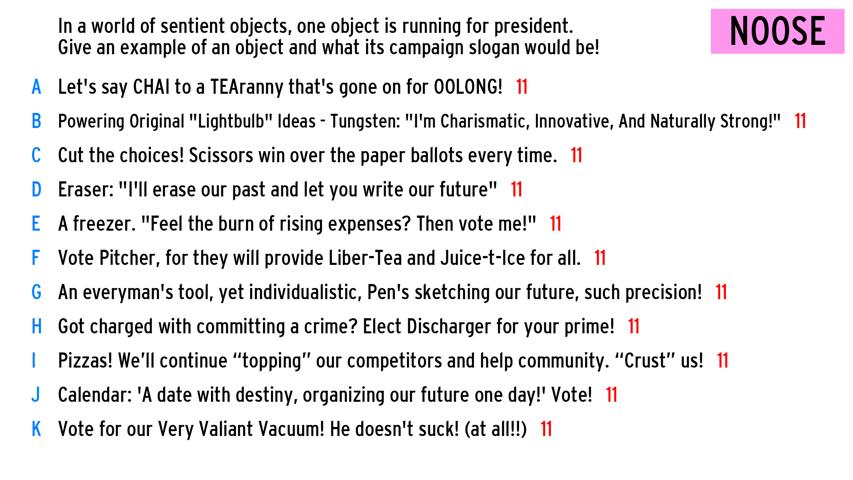 In a world of sentient objects, one object is running for president.
Give an example of an object and what its campaign slogan would be!
NOOSE
A Let's say CHAI to a TEAranny that's gone on for OOLONG! 11
B Powering Original "Lightbulb" Ideas - Tungsten: "I'm Charismatic, Innovative, And Naturally Strong!" 11
C Cut the choices! Scissors win over the paper ballots every time. 11
D Eraser: "I'll erase our past and let you write our future" 11
E A freezer. "Feel the burn of rising expenses? Then vote me!" 11
F Vote Pitcher, for they will provide Liber-Tea and Juice-t-Ice for all. 11
G An everyman's tool, yet individualistic, Pen's sketching our future, such precision! 11
H Got charged with committing a crime? Elect Discharger for your prime! 11
I Pizzas! We’ll continue “topping” our competitors and help community. “Crust” us! 11
J Calendar: 'A date with destiny, organizing our future one day!' Vote! 11
K Vote for our Very Valiant Vacuum! He doesn't suck! (at all!!) 11